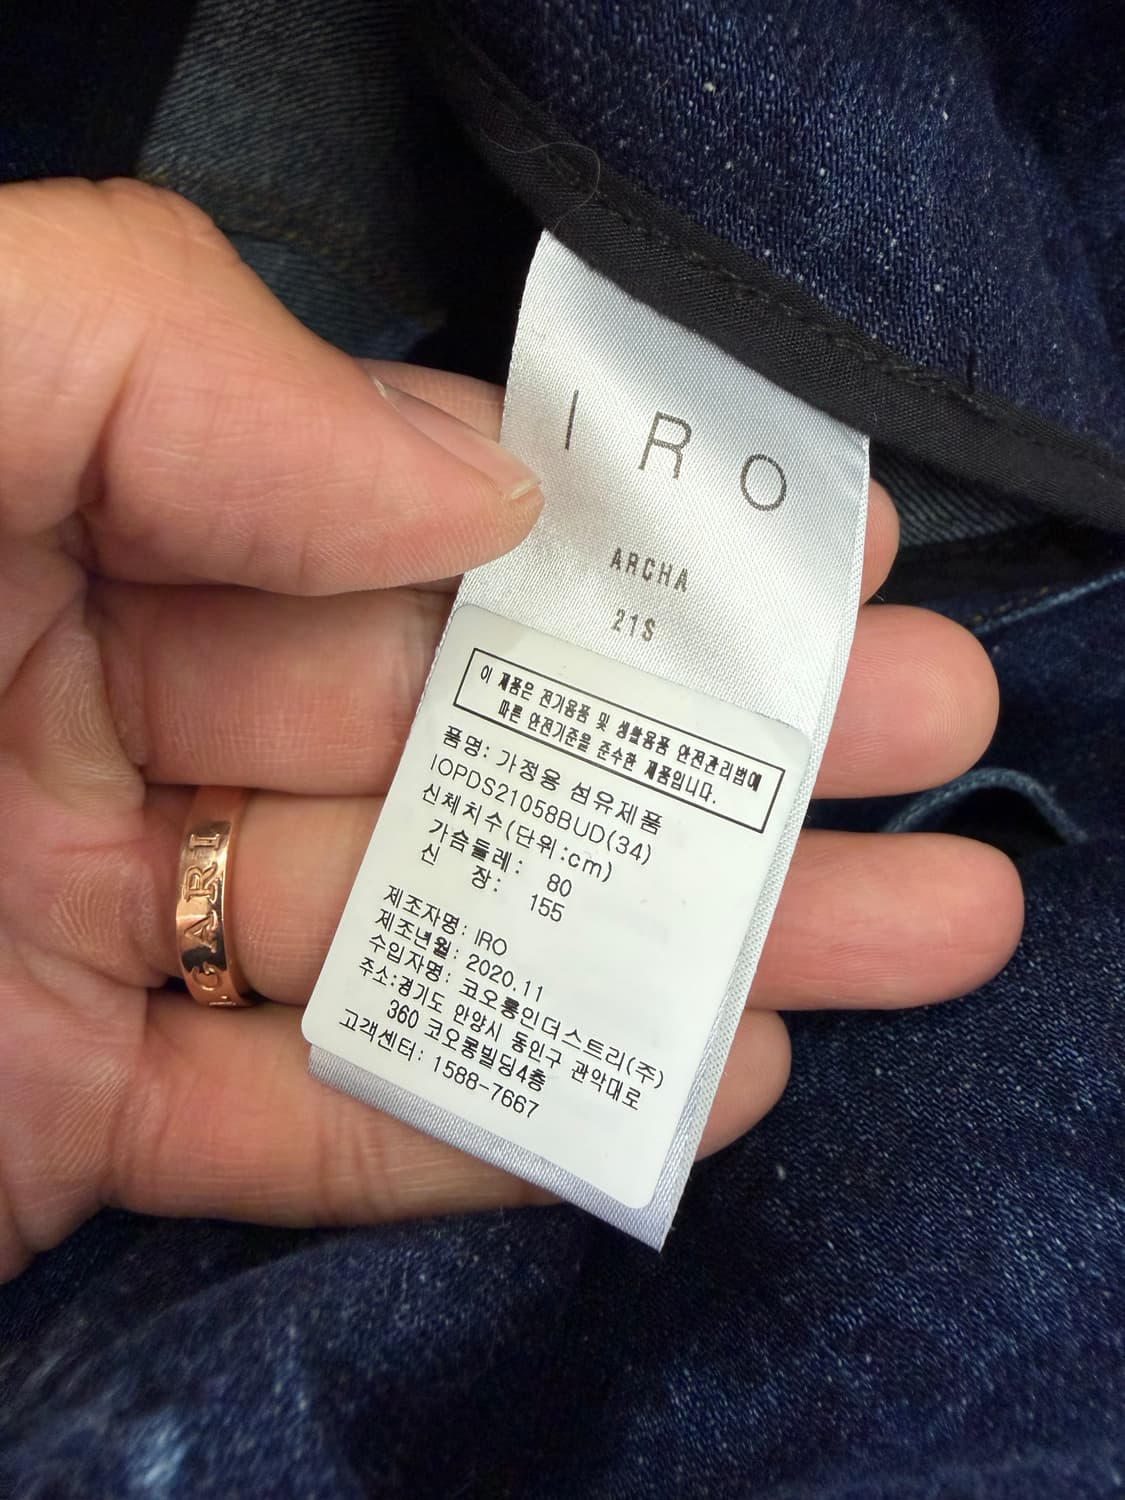 I R O
ARCHA
21S
이 제품은 전기용품 및 생활용품 안전관리법에
따른 안전기준을 준수한 제품입니다.
품명: 가정용 섬유제품
IOPDS21058BUD(34)
신체치수(단위:cm)
가슴둘레: 80
신 장: 155
제조자명: IRO
제조년월: 2020.11
수입자명: 코오롱인더스트리(주)
주소:경기도 안양시 동안구 관악대로
360 코오롱빌딩4층
고객센터: 1588-7667
GARI